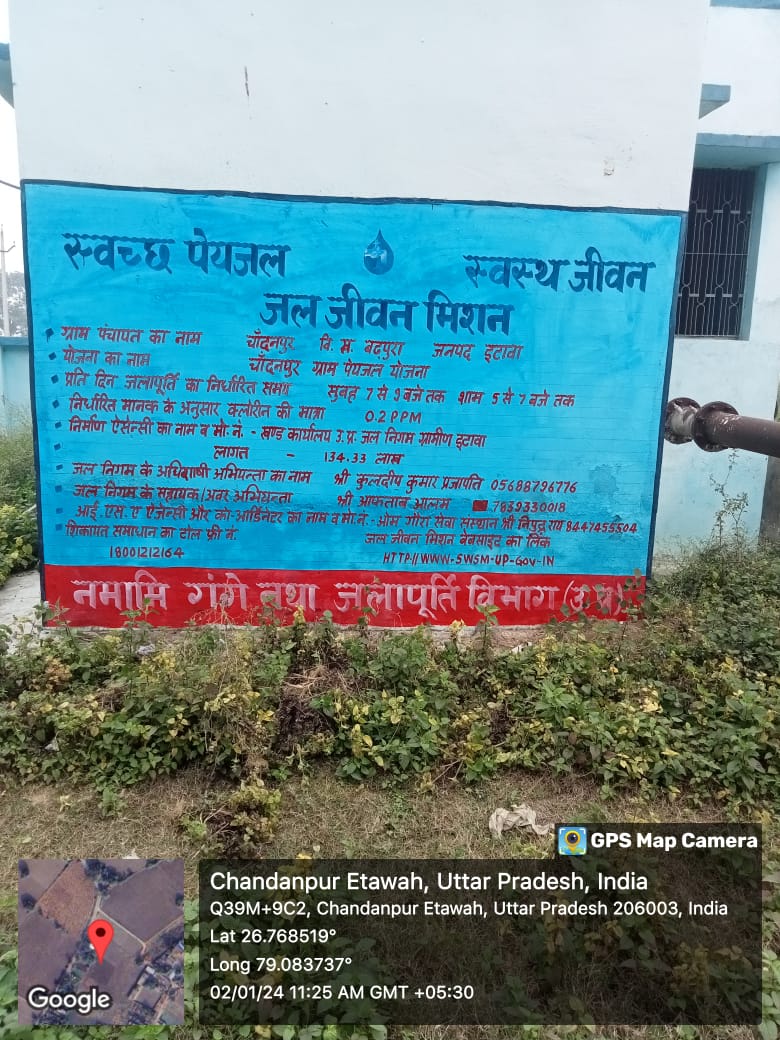 स्वच्छ पेयजल स्वस्थ जीवन
जल जीवन मिशन
ग्राम पंचायत का नाम चाँदनपुर वि. ख. बढपुरा जनपद इटावा
योजना का नाम चाँदनपुर ग्राम पेयजल योजना
प्रति दिन जलापूर्ति का निर्धारित समय सुबह 7 से 9 बजे तक शाम 5 से 7 बजे तक
निर्धारित मानक के अनुसार क्लोरीन की मात्रा 0.2 PPM
निर्माण ऐसेन्सी का नाम व मो. नं. - खण्ड कार्यालय उ.प्र. जल निगम ग्रामीण इटावा
लागत - 134.33 लाख
जल निगम के अधिशाषी अभियन्ता का नाम श्री कुलदीप कुमार प्रजापति 05688796776
जल निगम के सहायक/अवर अभियन्ता श्री आफताब आलम 7839330018
आई. एस. ए ऐजेन्सी और को-आर्डिनेटर का नाम व मो.नं. - ओम गौरा सेवा संस्थान श्री राय 8447455504
शिकायत समाधान का टोल फ्री नं. जल जीवन मिशन बेबसाइट का लिंक
18001212164 HTTP//WWW.SWSM-UP-GOV-IN
नमामि गंगे तथा जलापूर्ति विभाग (उ.प्र.)
GPS Map Camera
Chandanpur Etawah, Uttar Pradesh, India
Q39M+9C2, Chandanpur Etawah, Uttar Pradesh 206003, India
Lat 26.768519°
Long 79.083737°
02/01/24 11:25 AM GMT +05:30
Google